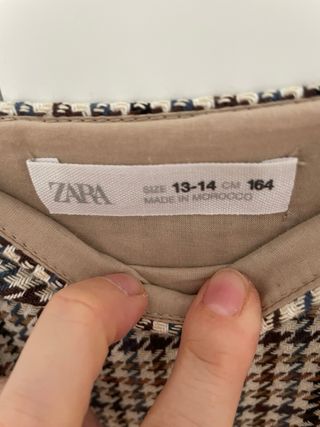 ZARA
SIZE 13-14 CM 164
MADE IN MOROCCO